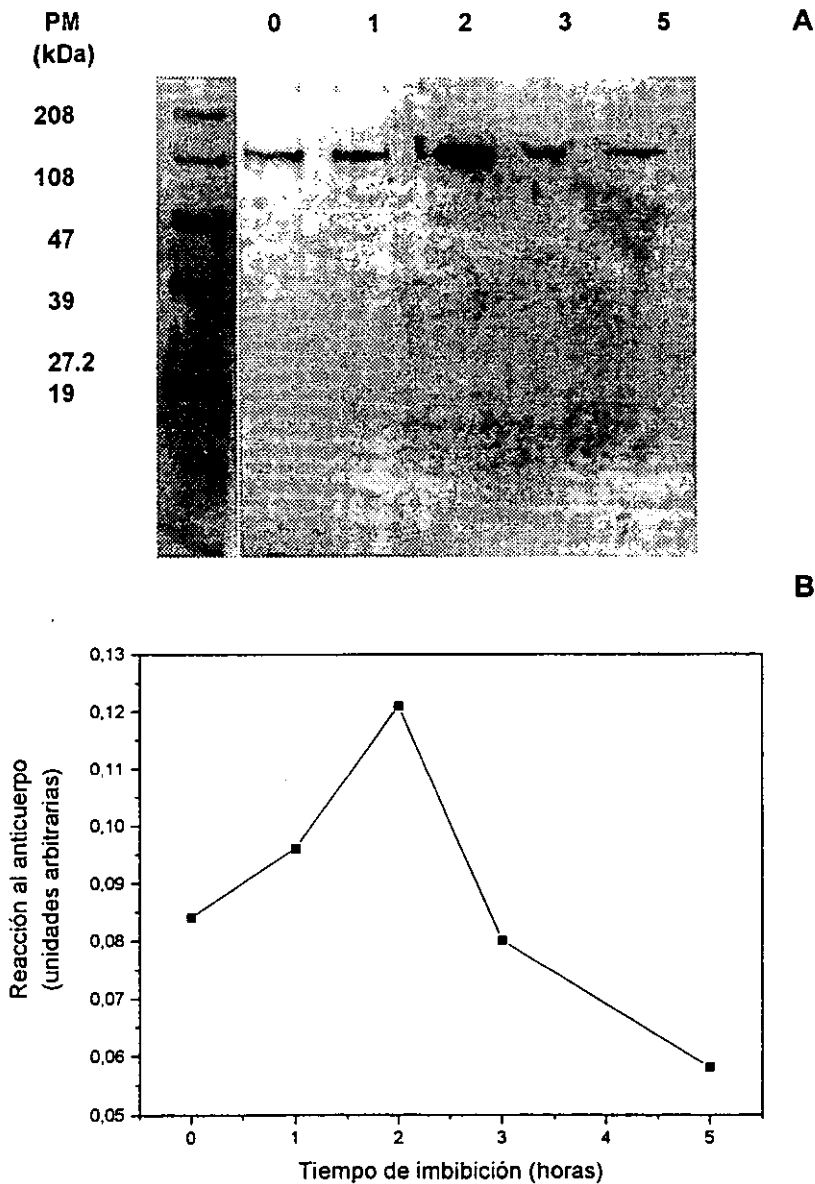 PM 0 1 2 3 5 A
(kDa)
208
108
47
39
27.2
19
B
0,13
0,12
0,11
0,10
0,09
0,08
0,07
0,06
0,05
Reacción al anticuerpo
(unidades arbitrarias)
0 1 2 3 4 5
Tiempo de imbibición (horas)